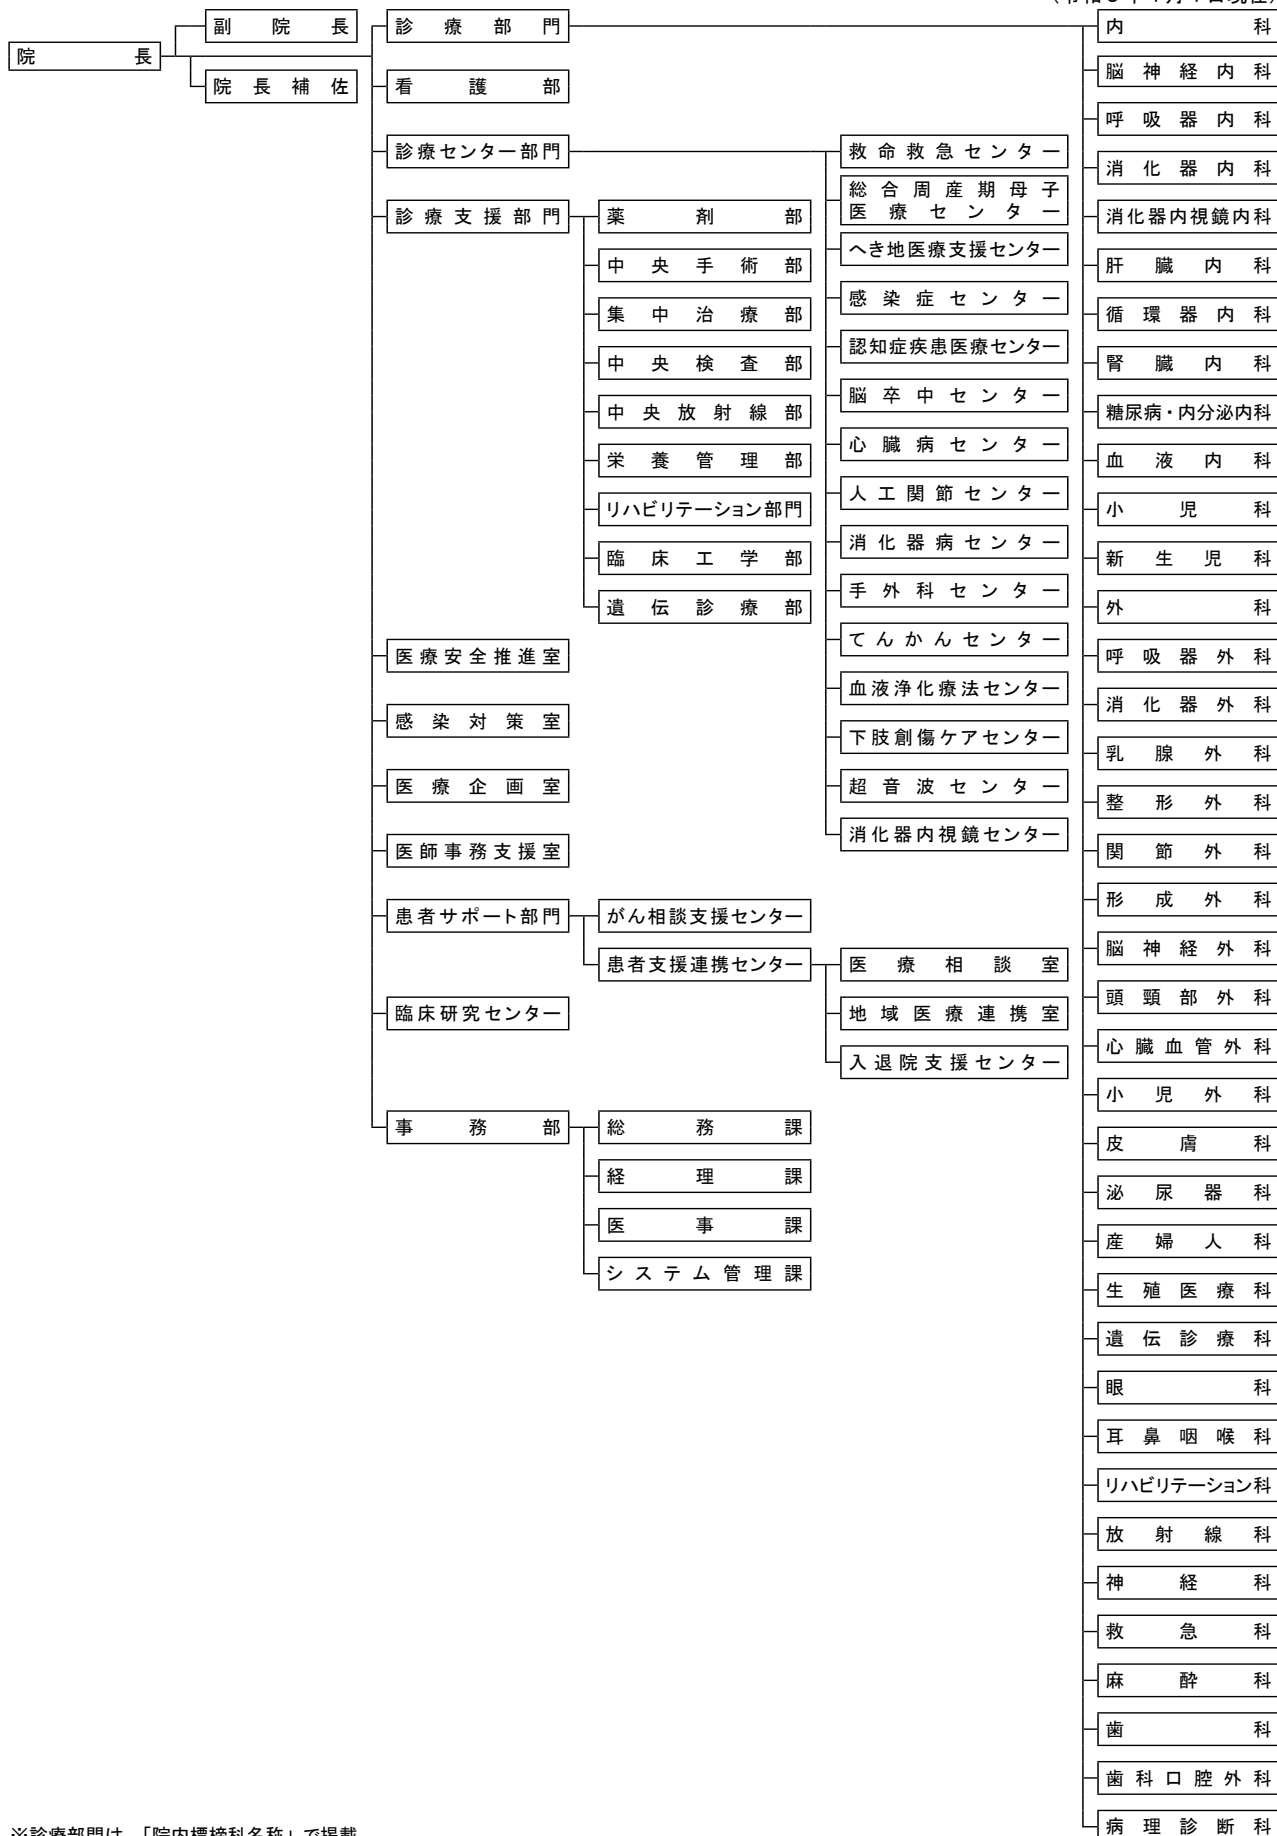 院長
副院長
院長補佐
診療部門
看護部
診療センター部門
診療支援部門
医療安全推進室
感染対策室
医療企画室
医師事務支援室
患者サポート部門
臨床研究センター
事務部
薬剤部
中央手術部
集中治療部
中央検査部
中央放射線部
栄養管理部
リハビリテーション部門
臨床工学部
遺伝診療部
がん相談支援センター
患者支援連携センター
総務課
経理課
医事課
システム管理課
救命救急センター
総合周産期母子
医療センター
へき地医療支援センター
感染症センター
認知症疾患医療センター
脳卒中センター
心臓病センター
人工関節センター
消化器病センター
手外科センター
てんかんセンター
血液浄化療法センター
下肢創傷ケアセンター
超音波センター
消化器内視鏡センター
医療相談室
地域医療連携室
入退院支援センター
内科
脳神経内科
呼吸器内科
消化器内科
消化器内視鏡内科
肝臓内科
循環器内科
腎臓内科
糖尿病・内分泌内科
血液内科
小児科
新生児科
外科
呼吸器外科
消化器外科
乳腺外科
整形外科
関節外科
形成外科
脳神経外科
頭頸部外科
心臓血管外科
小児外科
皮膚科
泌尿器科
産婦人科
生殖医療科
遺伝診療科
眼科
耳鼻咽喉科
リハビリテーション科
放射線科
神経科
救急科
麻酔科
歯科
歯科口腔外科
病理診断科
※診療部門は、「院内標榜科名称」で掲載